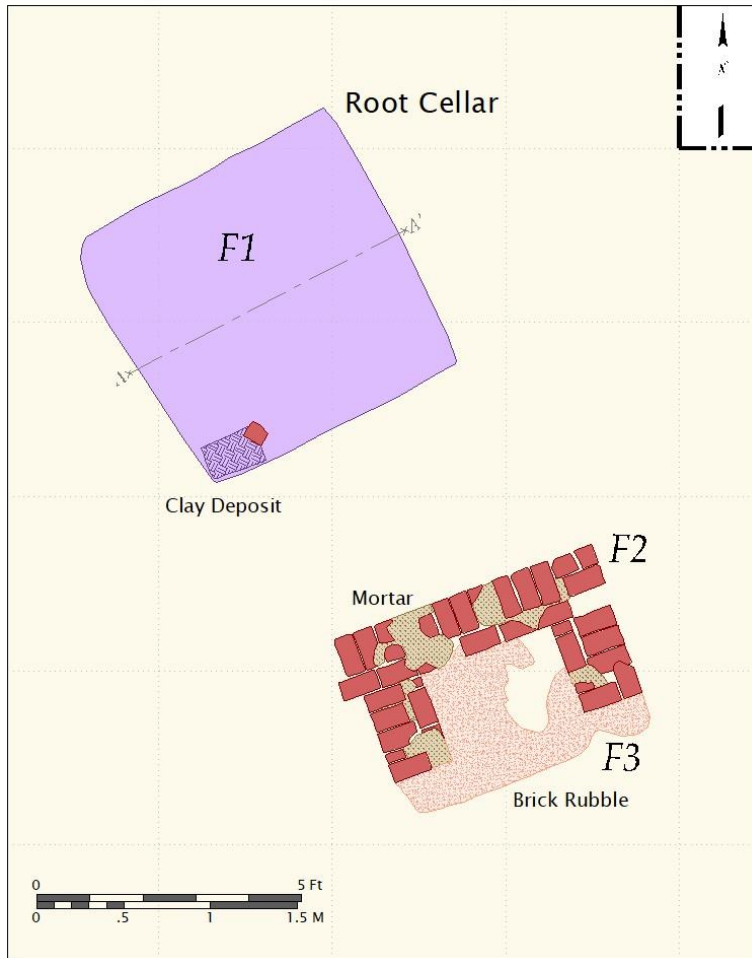 N
Root Cellar
F1
A'
A
Clay Deposit
F2
Mortar
F3
Brick Rubble
0 5 Ft
0 .5 1 1.5 M